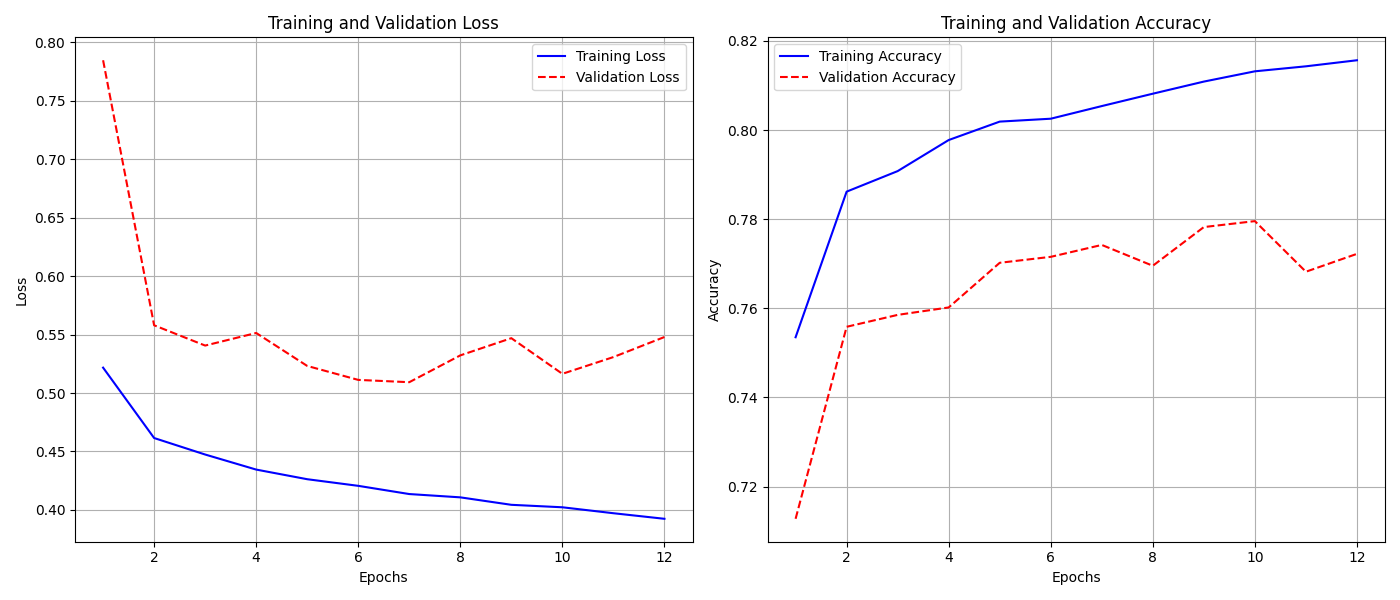 Training and Validation Loss
Training Loss
Validation Loss
0.80
0.75
0.70
0.65
0.60
0.55
0.50
0.45
0.40
Loss
2
4
6
8
10
12
Epochs
Training and Validation Accuracy
Training Accuracy
Validation Accuracy
0.82
0.80
0.78
0.76
0.74
0.72
Accuracy
2
4
6
8
10
12
Epochs